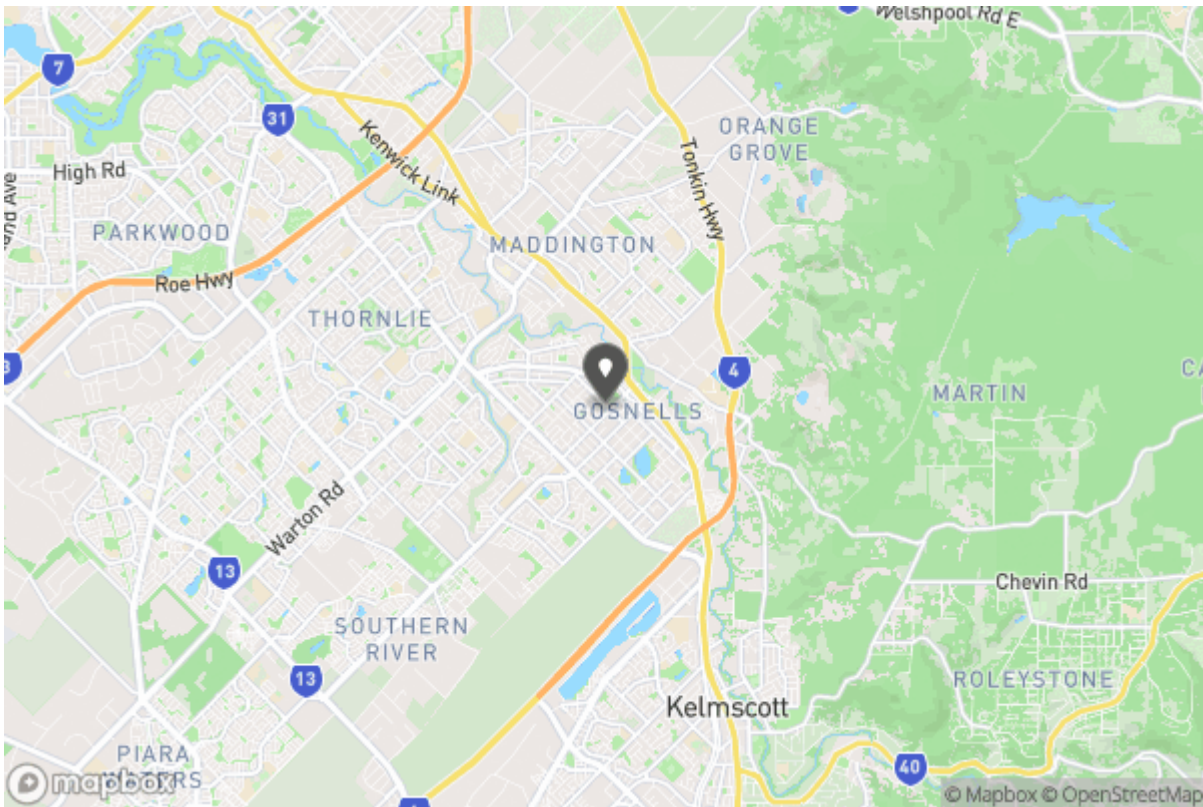 Welshpool Rd E
7
31
ORANGE
GROVE
Kenwick Link
High Rd
Tonkin Hwy
PARKWOOD
MADDINGTON
Roe Hwy
THORNLIE
4
MARTIN
GOSNELLS
Warton Rd
13
Chevin Rd
SOUTHERN
RIVER
13
ROLEYSTONE
Kelmscott
PIARA
WATERS
40
mapbox
© Mapbox © OpenStreetMap